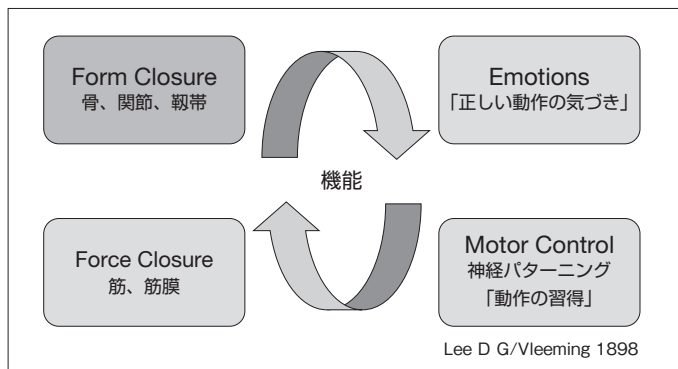 Form Closure
骨、関節、靱帯
Emotions
「正しい動作の気づき」
機能
Force Closure
筋、筋膜
Motor Control
神経パターニング
「動作の習得」
Lee D G/Vleeming 1898